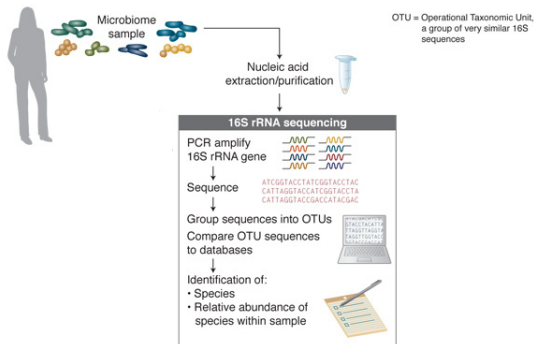 Microbiome
sample
OTU = Operational Taxonomic Unit,
a group of very similar 16S
sequences
Nucleic acid
extraction/purification
16S rRNA sequencing
PCR amplify
16S rRNA gene
Sequence
ATCGGTACCTATCGGTACCTAC
CATTAGGTACCATCGGTACCTA
CATTAGGTACCGACCATACGAC
Group sequences into OTUs
Compare OTU sequences
to databases
Identification of:
• Species
• Relative abundance of
species within sample